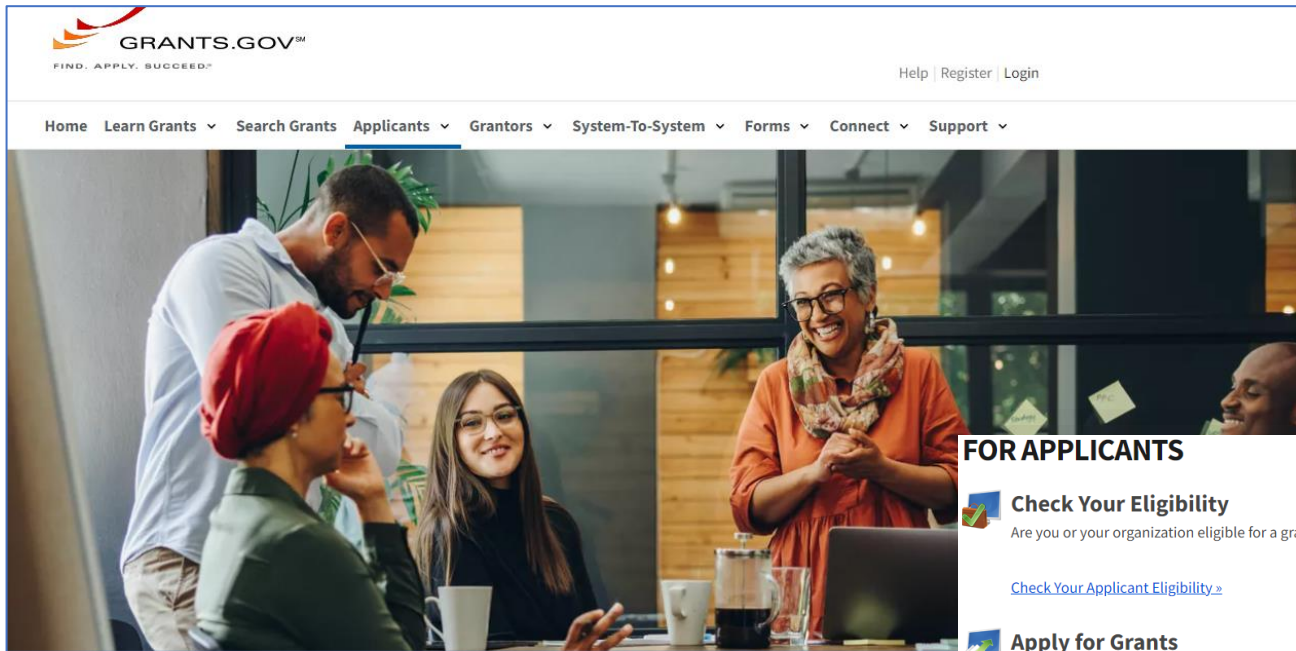 GRANTS.GOV℠
FIND. APPLY. SUCCEED.℠
Help | Register | Login
Home Learn Grants Search Grants Applicants Grantors System-To-System Forms Connect Support
FOR APPLICANTS
Check Your Eligibility
Are you or your organization eligible for a gra
Check Your Applicant Eligibility »
Apply for Grants